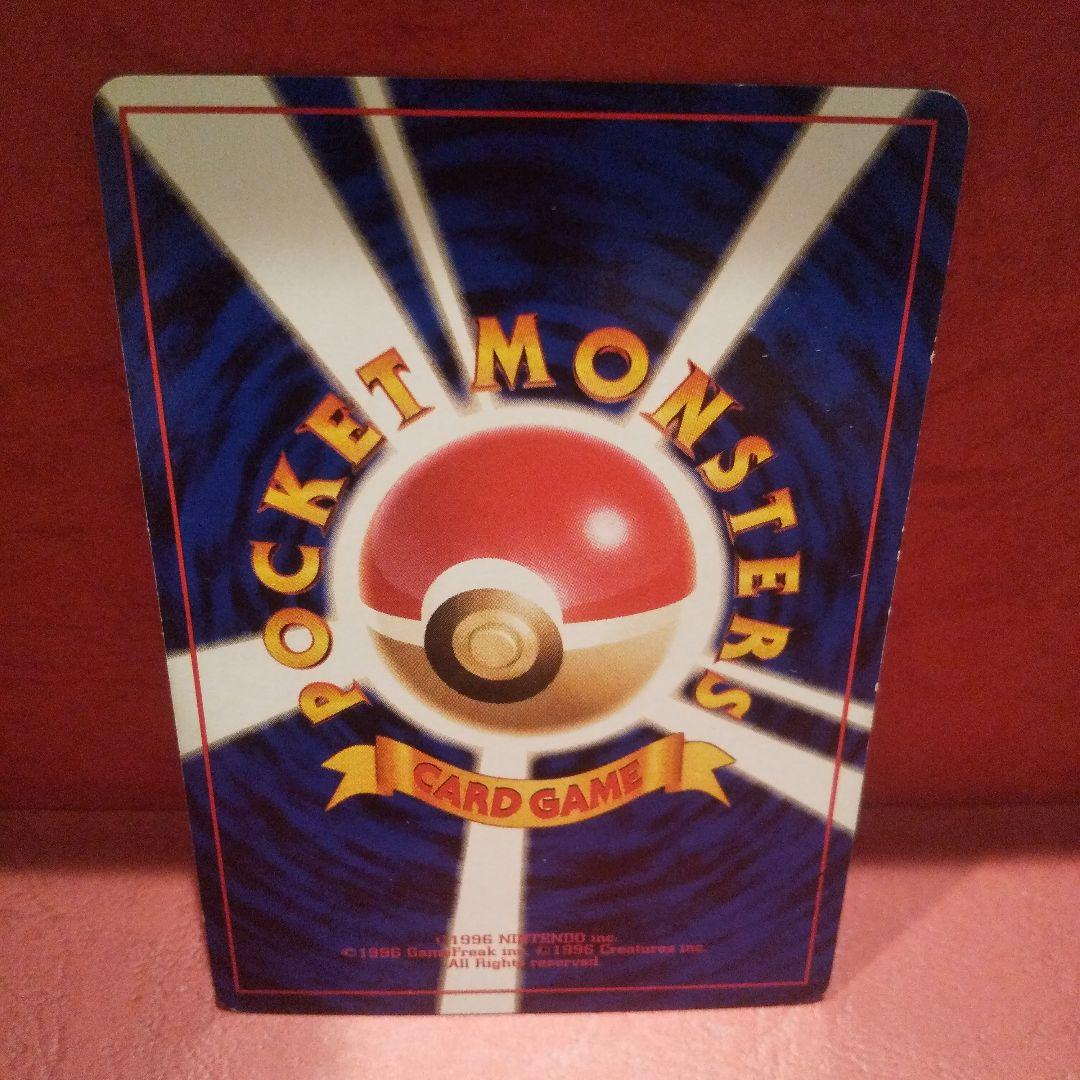 POCKET MONSTERS
CARD GAME
©1996 NINTENDO inc.
©1996 GameFreak inc. ©1996 Creatures inc.
All Rights reserved